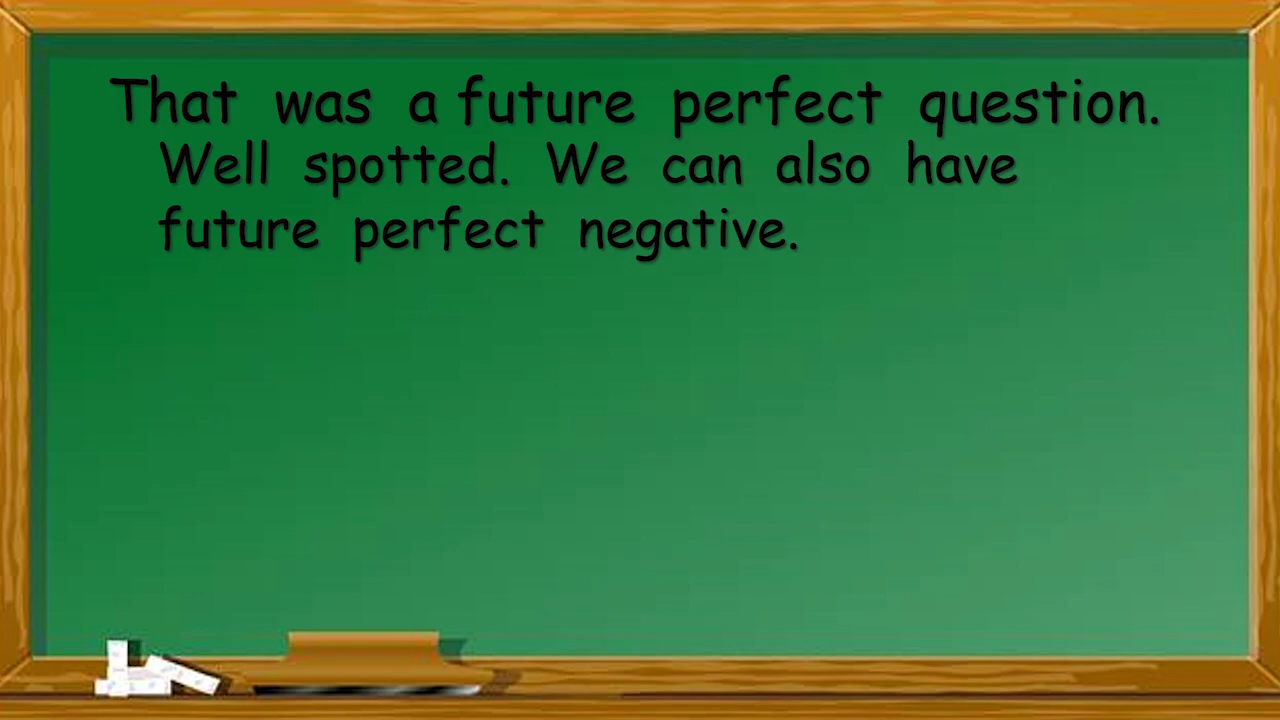 That was a future perfect question.
Well spotted. We can also have
future perfect negative.